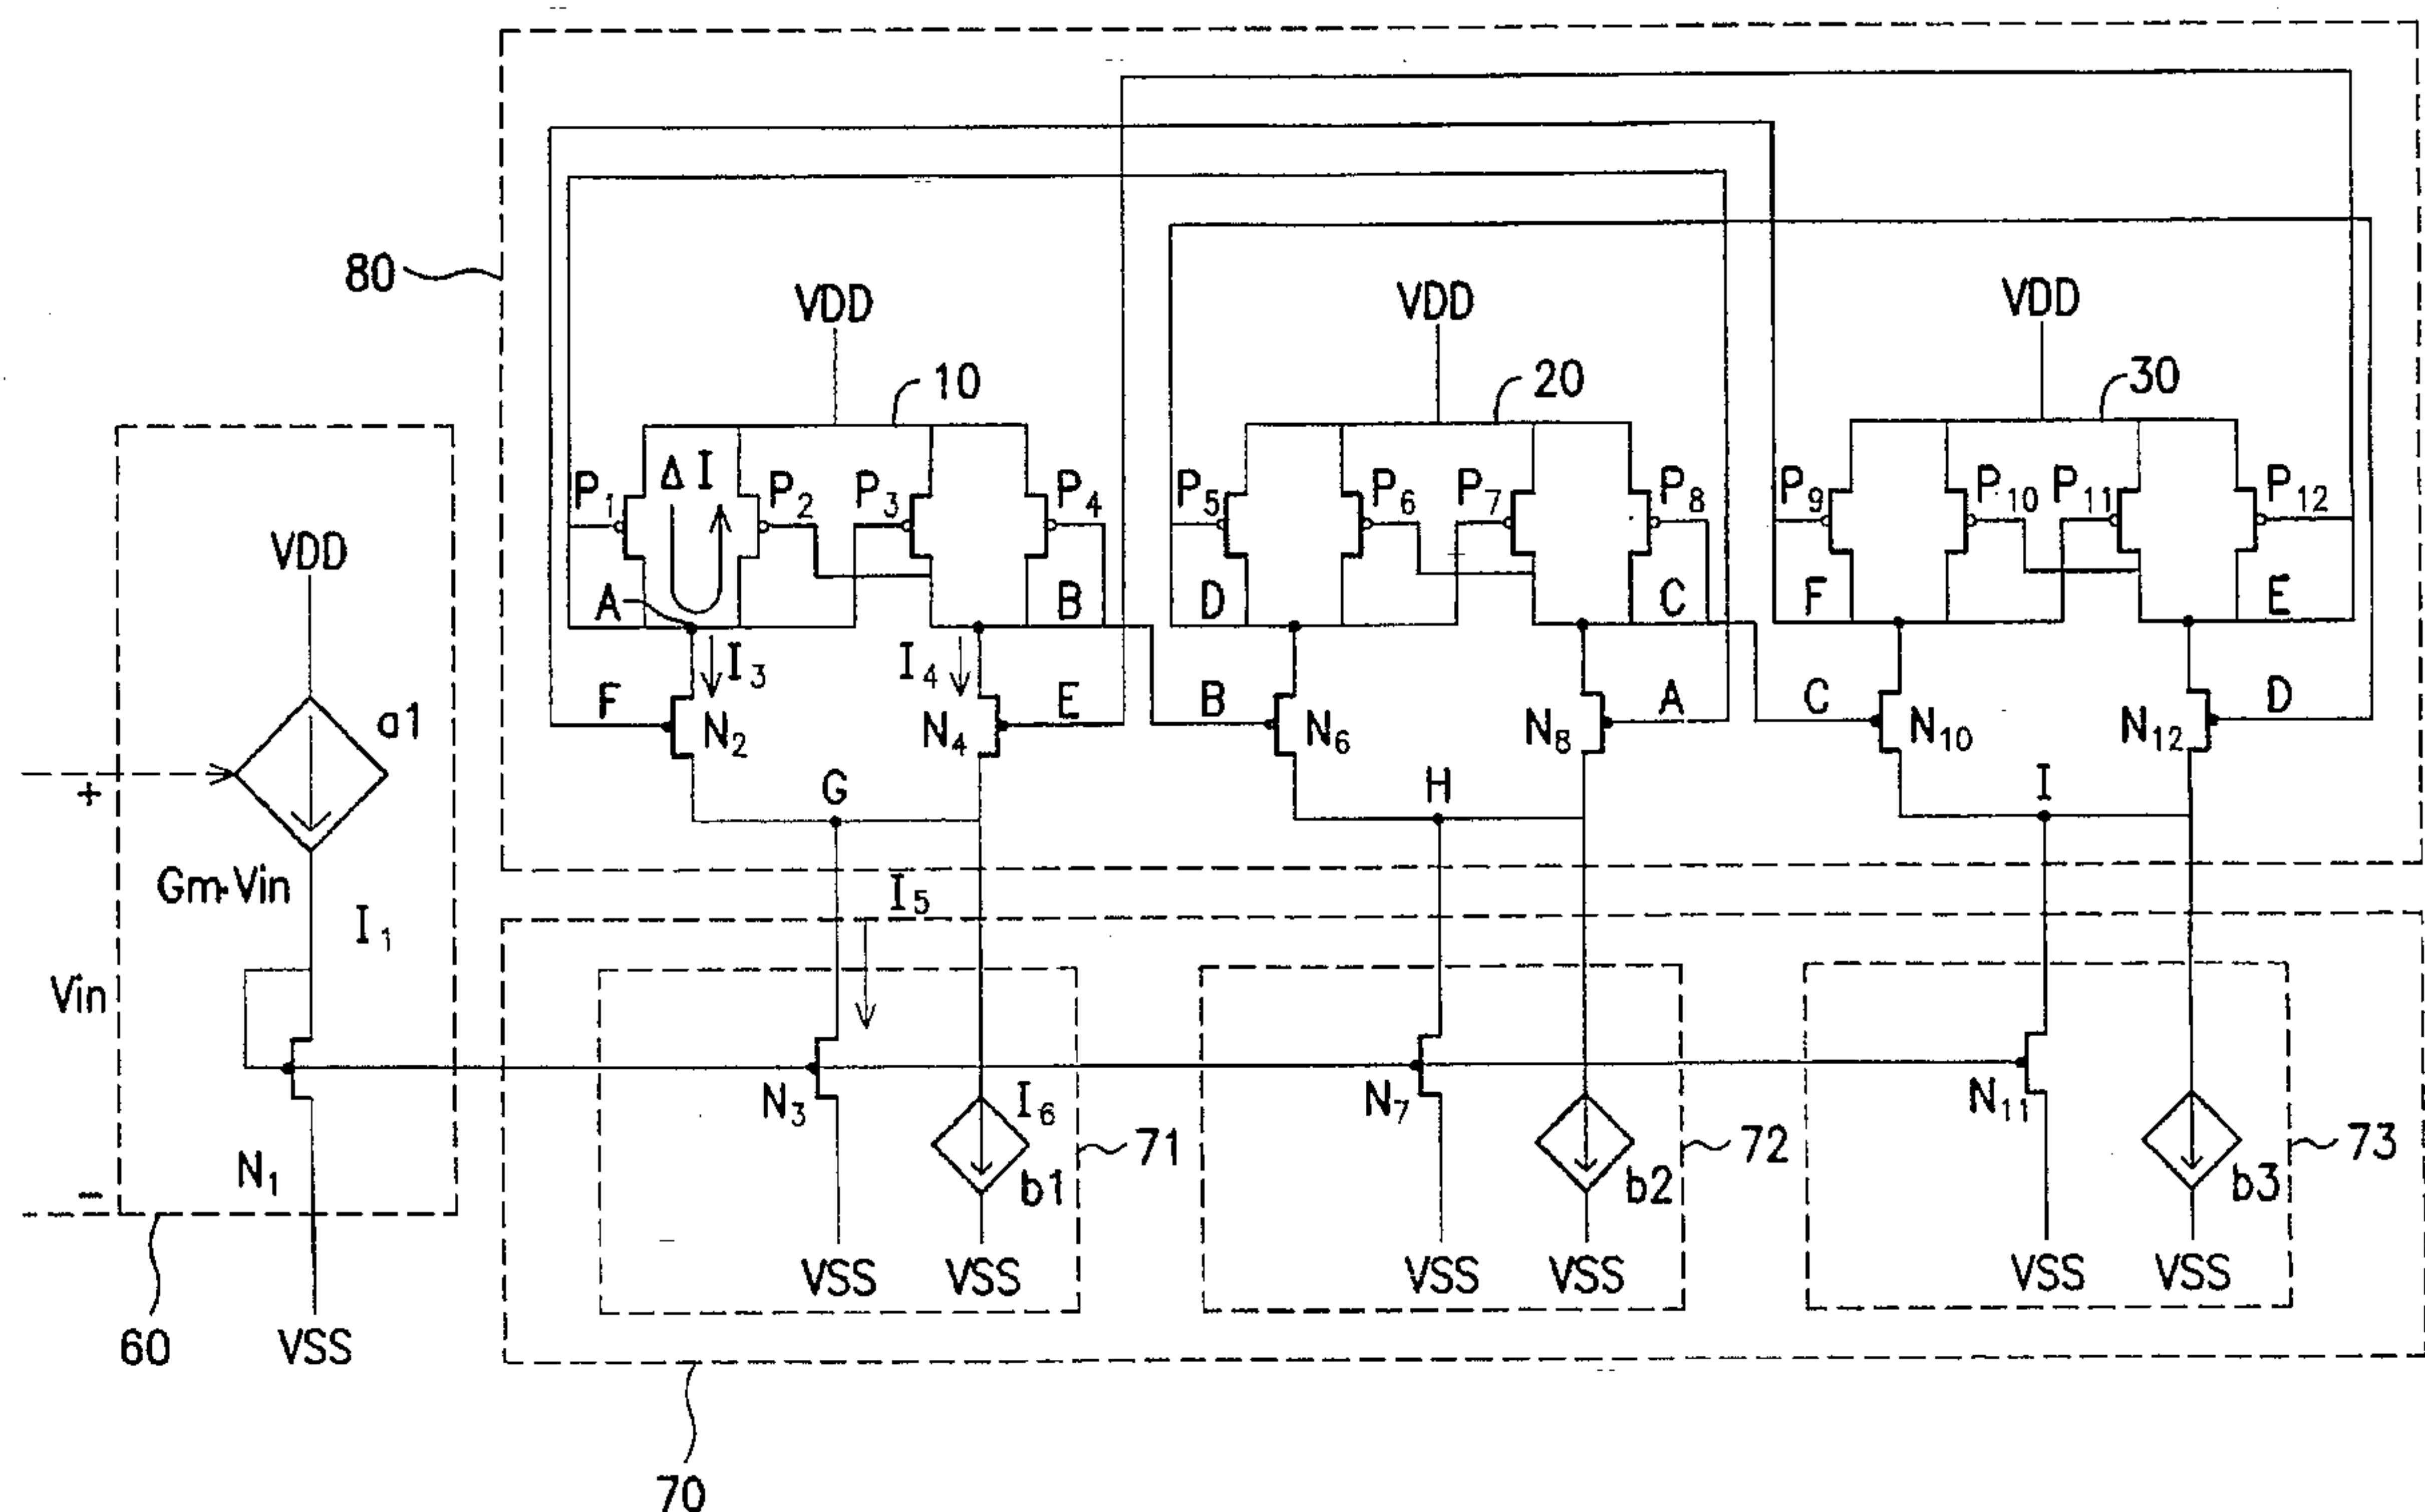 80
VDD VDD VDD
10 20 30
P1 ΔI P2 P3 P4 P5 P6 P7 P8 P9 P10 P11 P12
VDD
A B D C F E
I3 I4
a1
F N2 N4 E B N6 N8 A C N10 N12 D
+
G H I
Gm·Vin
I5
I1
Vin
N3 I6 N7 N11
71 72 73
N1 b1 b2 b3
-
VSS VSS VSS VSS VSS VSS
60 VSS
70